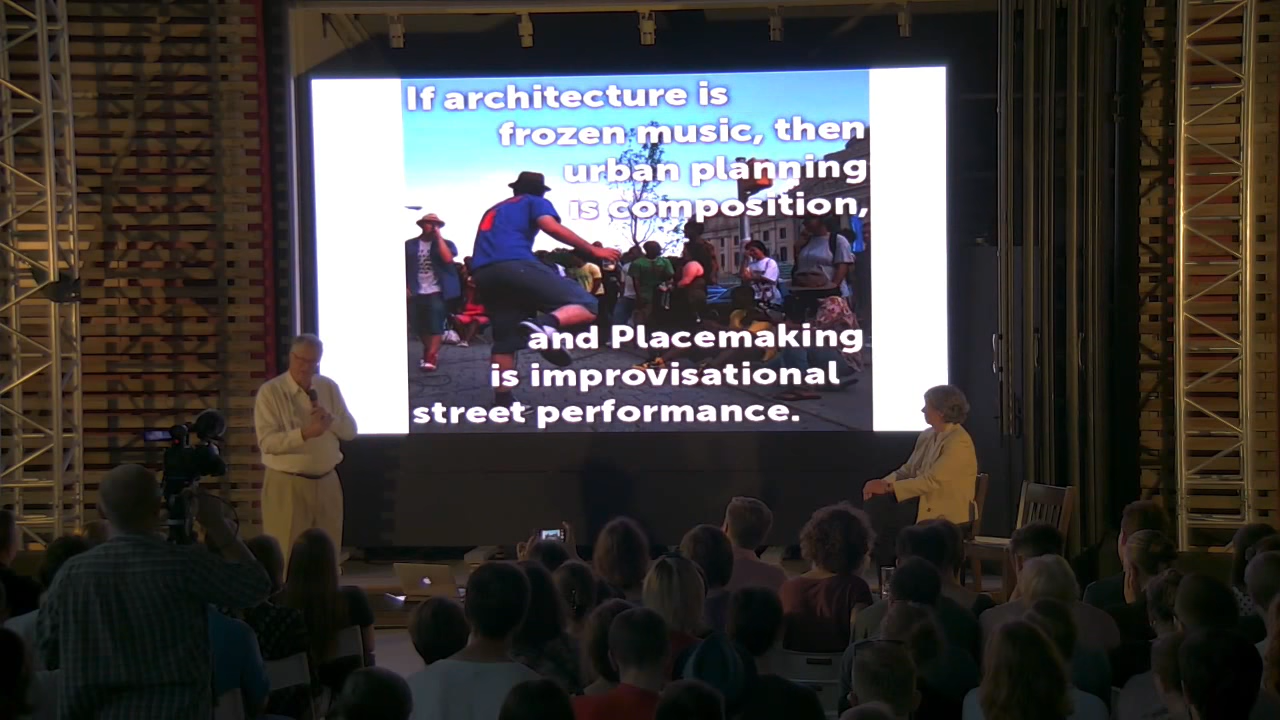 If architecture is
frozen music, then
urban planning
is composition,
and Placemaking
is improvisational
street performance.